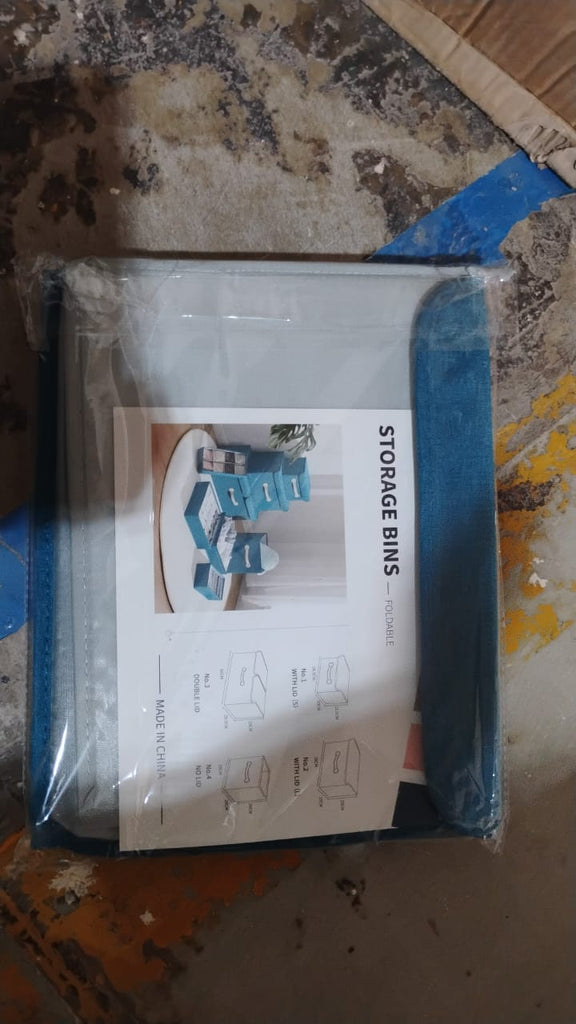 STORAGE BINS — FOLDABLE
No.1
WITH LID (S)
No.2
WITH LID (L)
No.3
DOUBLE LID
No.4
NO LID
MADE IN CHINA